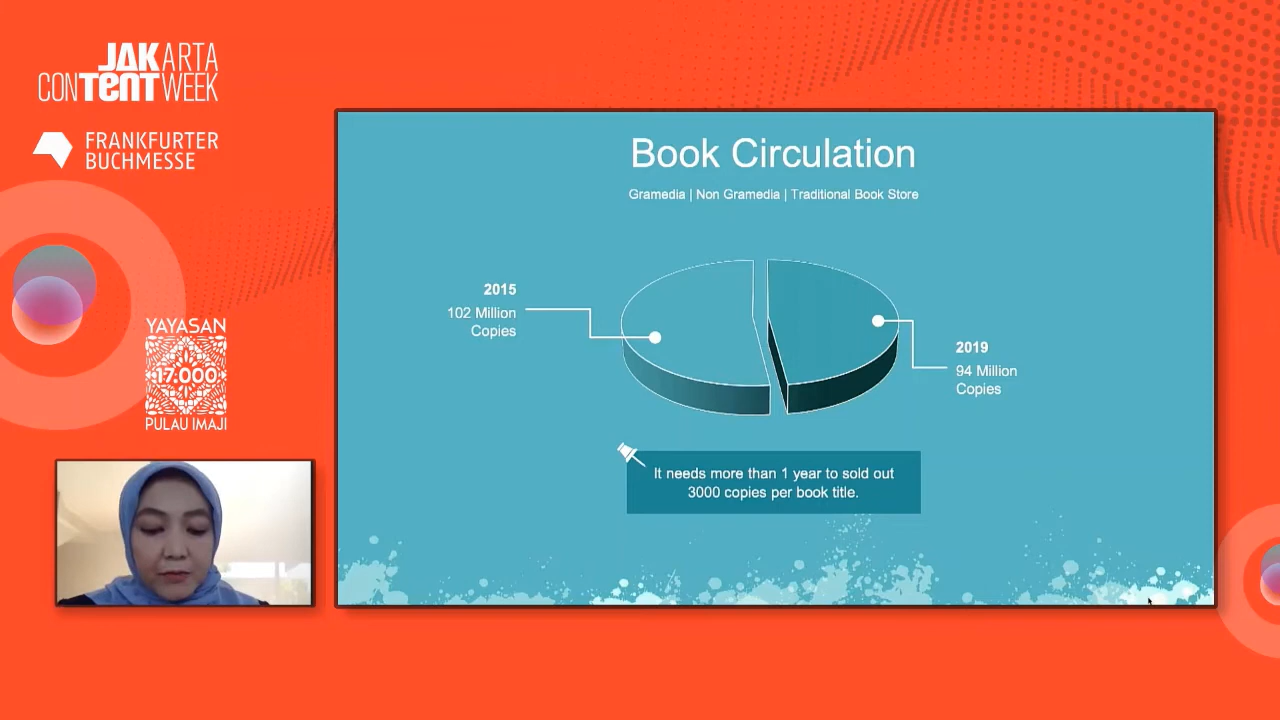 JAKARTA
CONTENT WEEK
FRANKFURTER
BUCHMESSE
YAYASAN
17.000
PULAU IMAJI
Book Circulation
Gramedia | Non Gramedia | Traditional Book Store
2015
102 Million
Copies
2019
94 Million
Copies
It needs more than 1 year to sold out
3000 copies per book title.